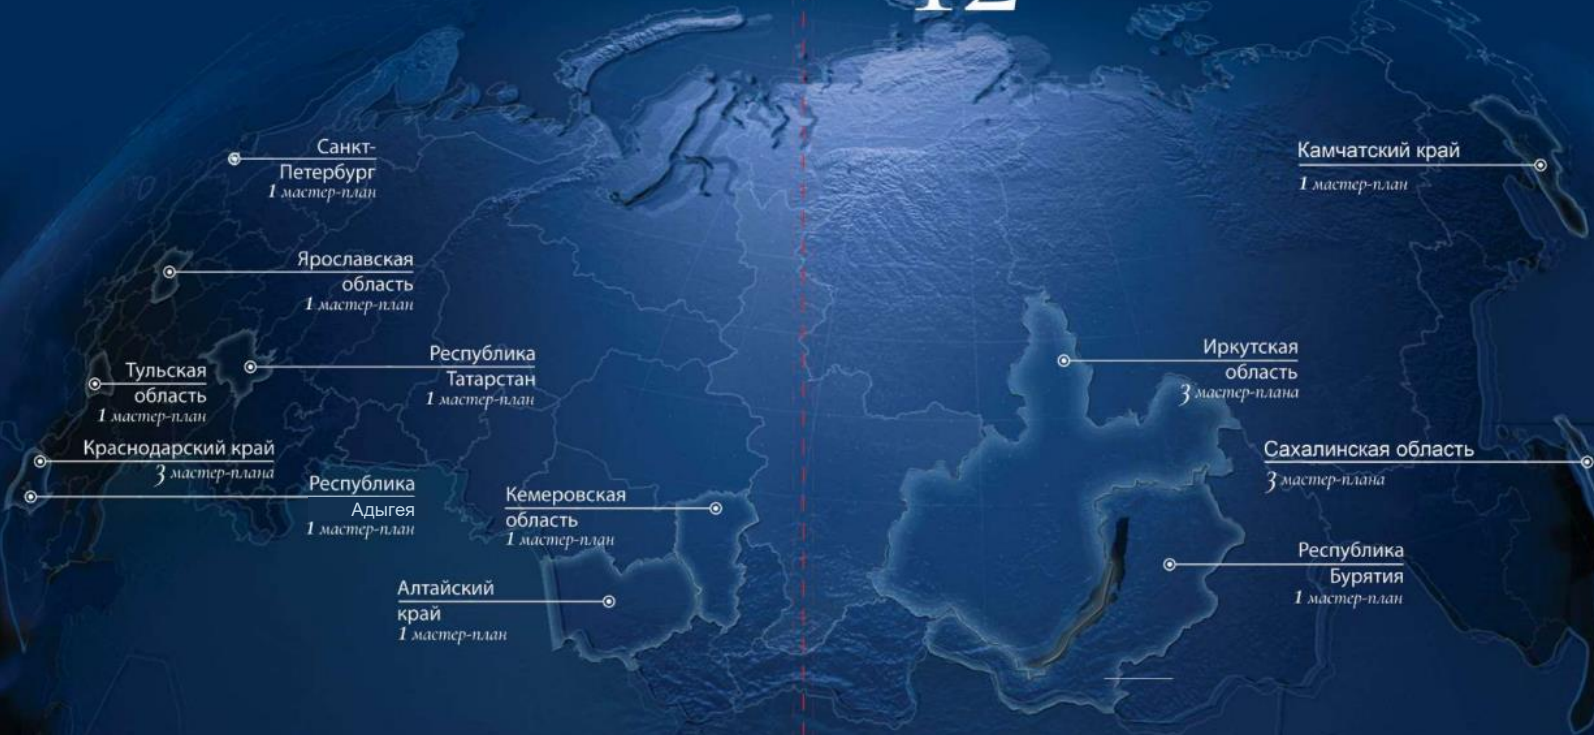 12
Санкт-
Петербург
1 мастер-план
Камчатский край
1 мастер-план
Ярославская
область
1 мастер-план
Республика
Татарстан
1 мастер-план
Иркутская
область
3 мастер-плана
Тульская
область
1 мастер-план
Краснодарский край
3 мастер-плана
Республика
Адыгея
1 мастер-план
Сахалинская область
3 мастер-плана
Кемеровская
область
1 мастер-план
Республика
Бурятия
1 мастер-план
Алтайский
край
1 мастер-план